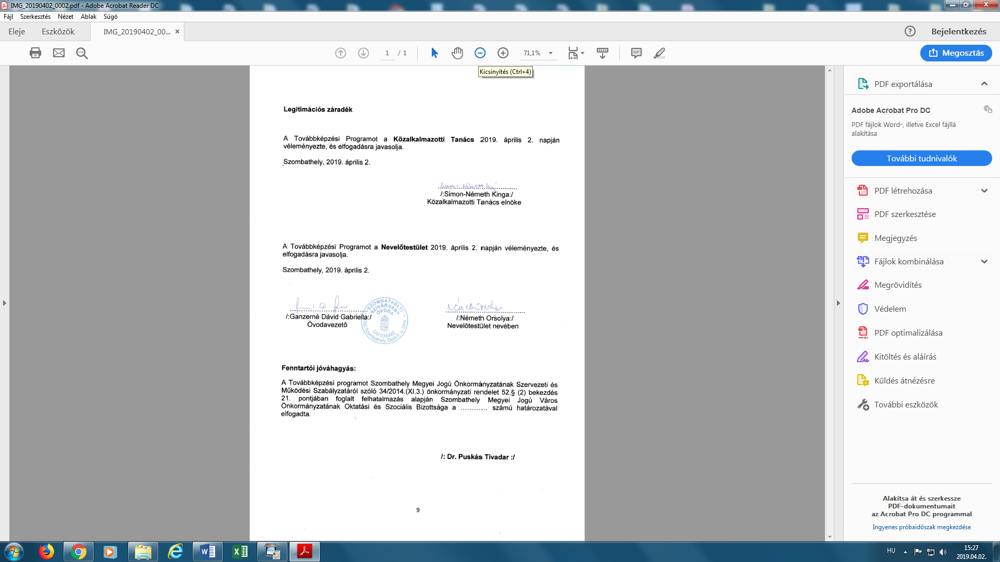 IMG_20190402_0002.pdf - Adobe Acrobat Reader DC
Fájl Szerkesztés Nézet Ablak Súgó
Eleje Eszközök IMG_20190402_00... × Bejelentkezés
1 / 1 71,1% Megosztás
Kicsinyítés (Ctrl+4)
Legitimációs záradék
A Továbbképzési Programot a Közalkalmazotti Tanács 2019. április 2. napján
véleményezte, és elfogadásra javasolja.
Szombathely, 2019. április 2.
/:Simon-Németh Kinga:/
Közalkalmazotti Tanács elnöke
A Továbbképzési Programot a Nevelőtestület 2019. április 2. napján véleményezte, és
elfogadásra javasolja.
Szombathely, 2019. április 2.
Németh Orsolya
/:Ganzerné Dávid Gabriella:/
Óvodavezető
SZOMBATHELYI
SZIVÁRVÁNY
ÓVODA
OM 036462
9700 Szombathely, Deák F. u. 39/A
/:Németh Orsolya:/
Nevelőtestület nevében
Fenntartói jóváhagyás:
A Továbbképzési programot Szombathely Megyei Jogú Önkormányzatának Szervezeti és
Működési Szabályzatáról szóló 34/2014.(XI.3.) önkormányzati rendelet 52.§ (2) bekezdés
21. pontjában foglalt felhatalmazás alapján Szombathely Megyei Jogú Város
Önkormányzatának Oktatási és Szociális Bizottsága a ............ számú határozatával
elfogadta.
/: Dr. Puskás Tivadar :/
9
PDF exportálása
Adobe Acrobat Pro DC
PDF fájlok Word-, illetve Excel fájllá
alakítása
További tudnivalók
PDF létrehozása
PDF szerkesztése
Megjegyzés
Fájlok kombinálása
Megrövidítés
Védelem
PDF optimalizálása
Kitöltés és aláírás
Küldés átnézésre
További eszközök
Alakítsa át és szerkessze
PDF-dokumentumait
az Acrobat Pro DC programmal
Ingyenes próbaidőszak megkezdése
HU
15:27
2019.04.02.